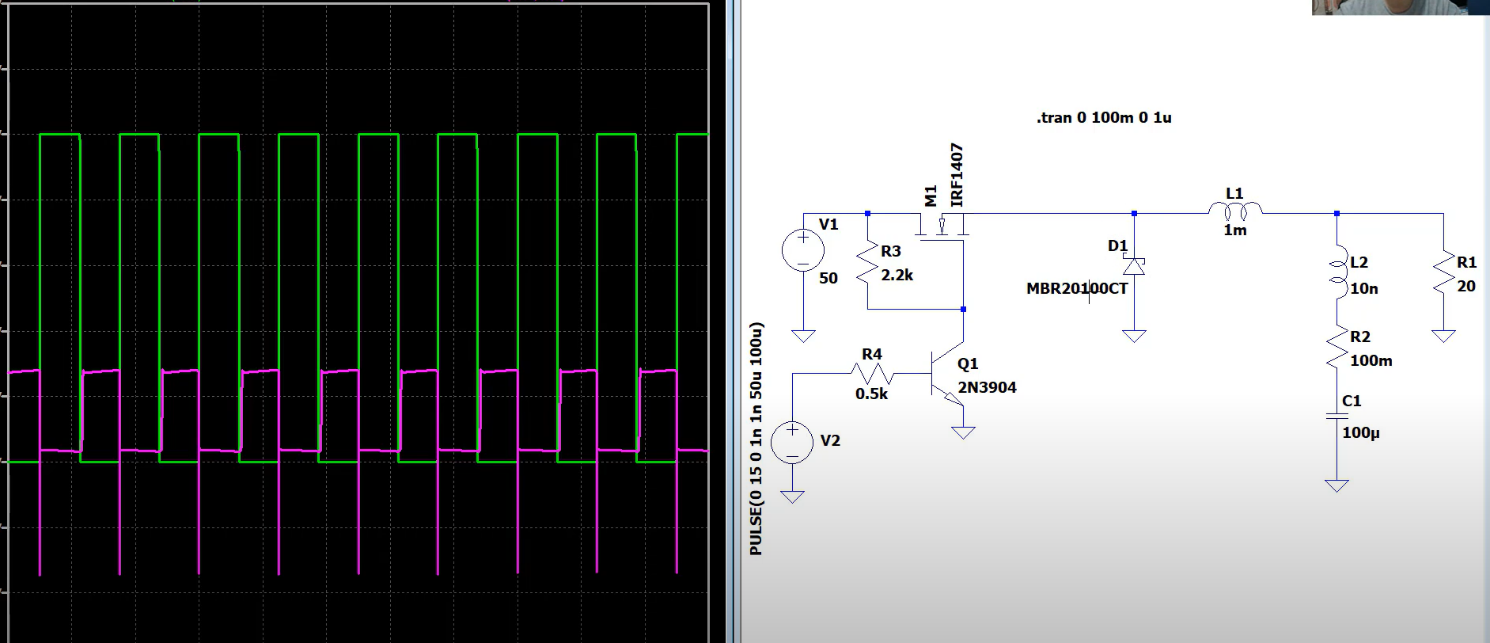 .tran 0 100m 0 1u
M1
IRF1407
L1
1m
V1
50
R3
2.2k
D1
MBR20100CT
L2
10n
R1
20
R2
100m
R4
0.5k
Q1
2N3904
C1
100µ
V2
PULSE(0 15 0 1n 1n 50u 100u)